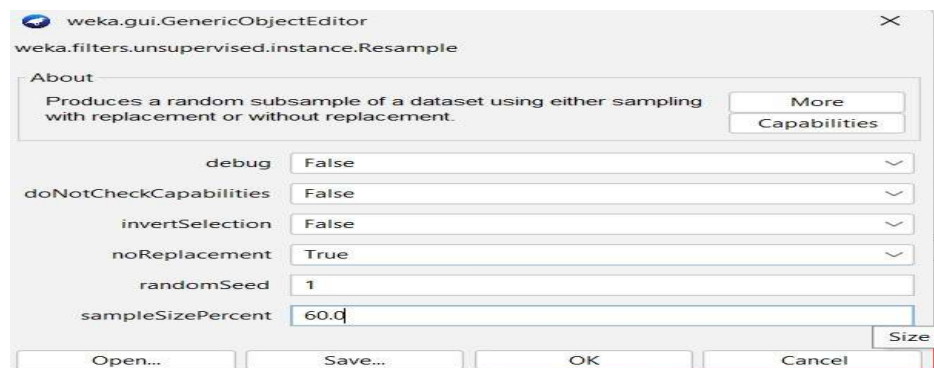 weka.gui.GenericObjectEditor
weka.filters.unsupervised.instance.Resample
About
Produces a random subsample of a dataset using either sampling
with replacement or without replacement.
More
Capabilities
debug False
doNotCheckCapabilities False
invertSelection False
noReplacement True
randomSeed 1
sampleSizePercent 60.0
Size
Open... Save... OK Cancel